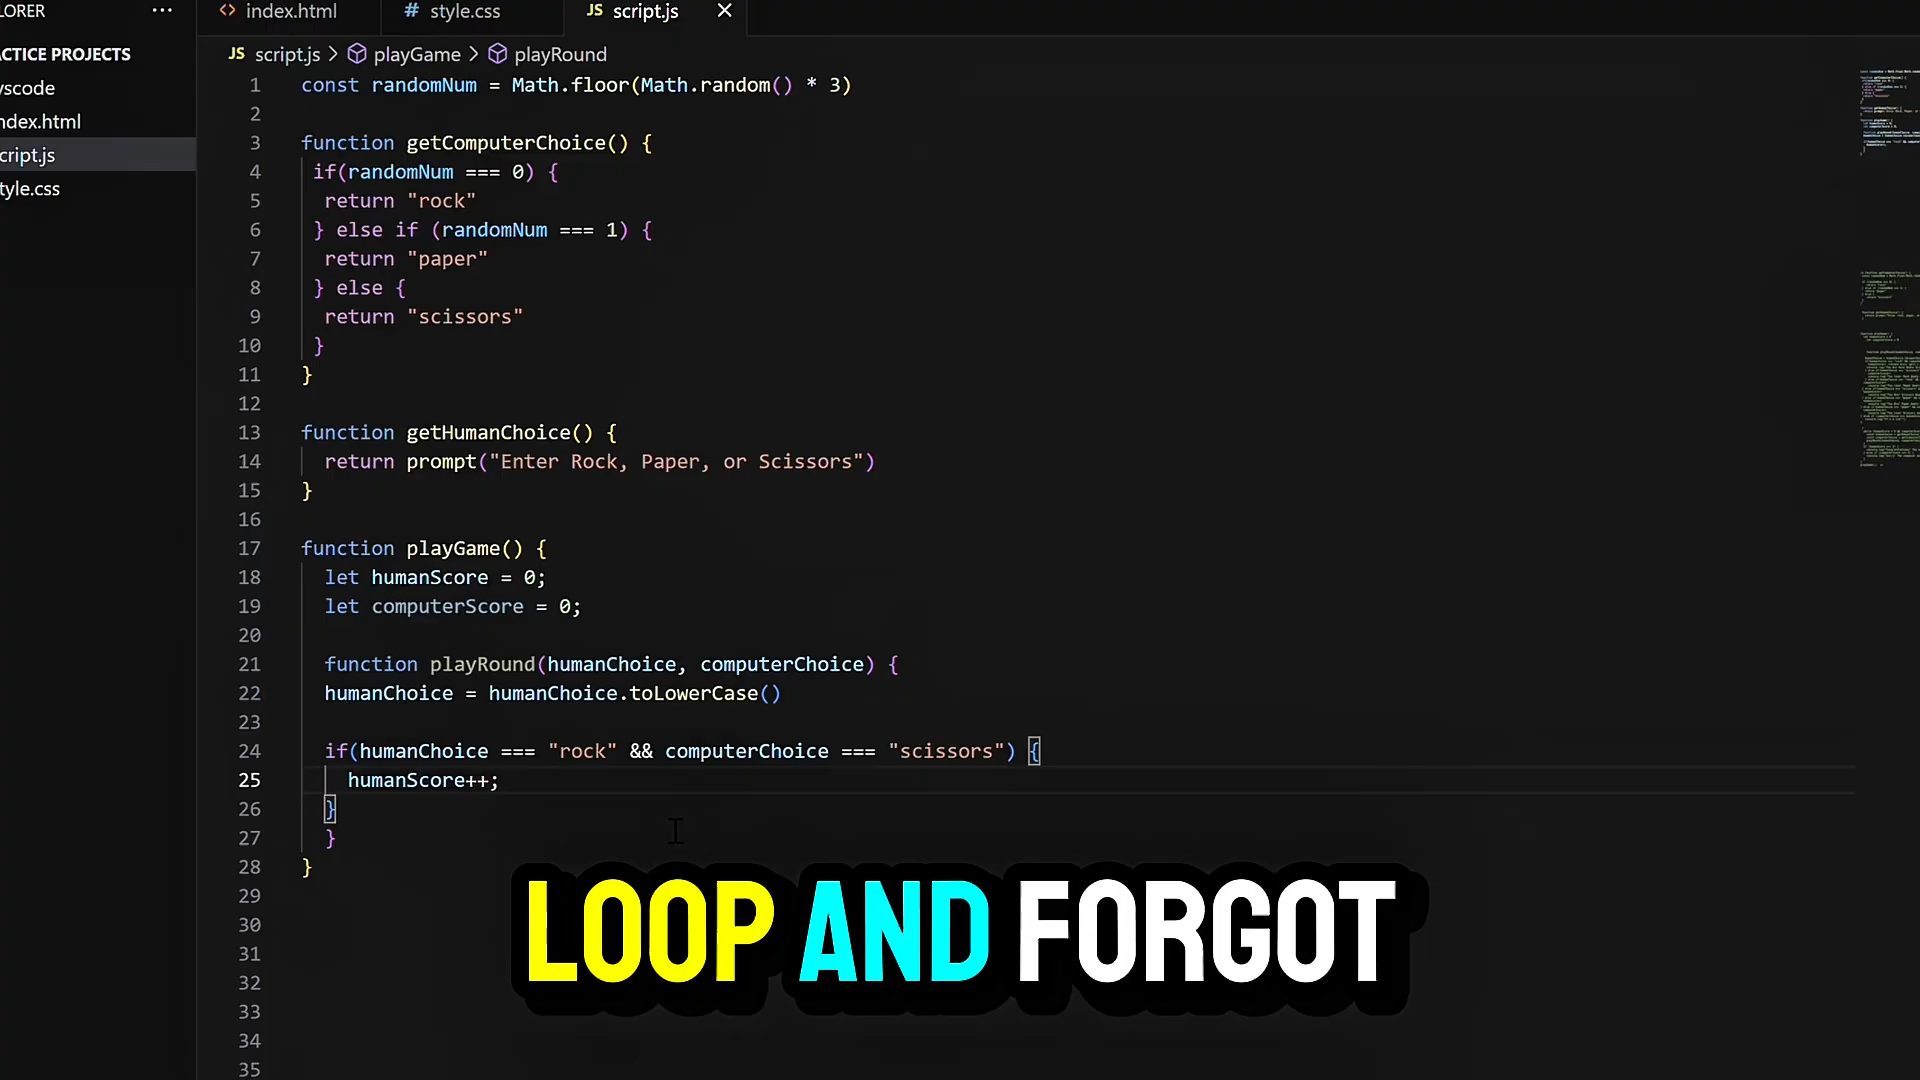 LORER ··· index.html # style.css JS script.js
ACTICE PROJECTS
JS script.js > playGame > playRound
vscode
ndex.html
cript.js
tyle.css
1 const randomNum = Math.floor(Math.random() * 3)
2
3 function getComputerChoice() {
4 if(randomNum === 0) {
5 return "rock"
6 } else if (randomNum === 1) {
7 return "paper"
8 } else {
9 return "scissors"
10 }
11 }
12
13 function getHumanChoice() {
14 return prompt("Enter Rock, Paper, or Scissors")
15 }
16
17 function playGame() {
18 let humanScore = 0;
19 let computerScore = 0;
20
21 function playRound(humanChoice, computerChoice) {
22 humanChoice = humanChoice.toLowerCase()
23
24 if(humanChoice === "rock" && computerChoice === "scissors") {
25 humanScore++;
26 }
27 }
28 }
29
30
31
32
33
34
35
LOOP AND FORGOT